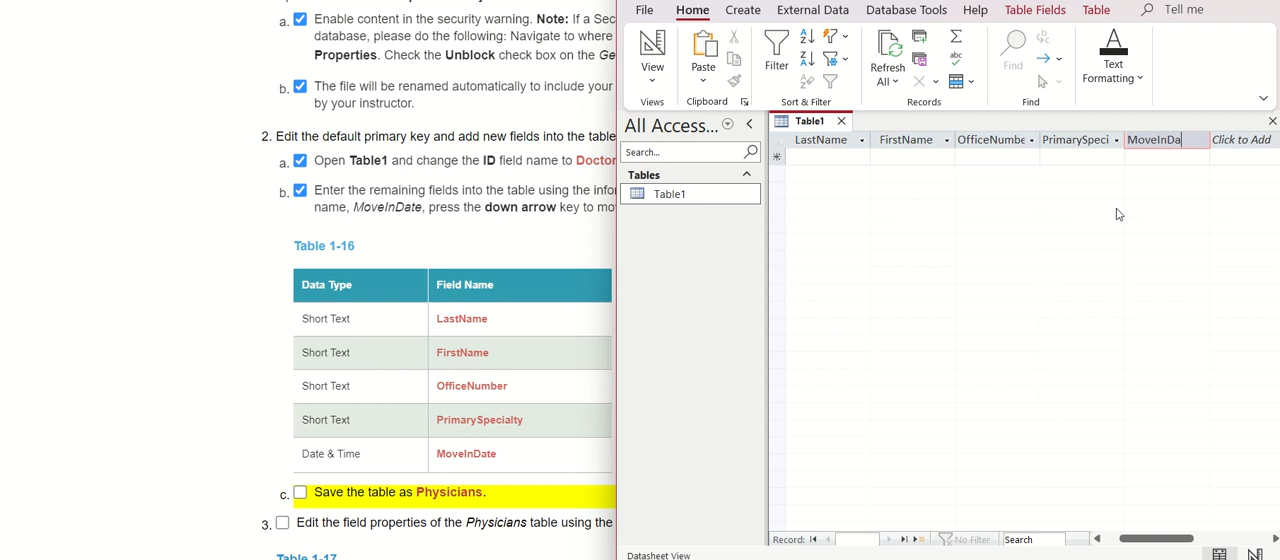 a. Enable content in the security warning. Note: If a Sec
database, please do the following: Navigate to where
Properties. Check the Unblock check box on the Ge
b. The file will be renamed automatically to include your
by your instructor.
2. Edit the default primary key and add new fields into the table
a. Open Table1 and change the ID field name to Doctor
b. Enter the remaining fields into the table using the info
name, MoveInDate, press the down arrow key to mo
Table 1-16
Data Type Field Name
Short Text LastName
Short Text FirstName
Short Text OfficeNumber
Short Text PrimarySpecialty
Date & Time MoveInDate
c. Save the table as Physicians.
3. Edit the field properties of the Physicians table using the
Table 1-17
File Home Create External Data Database Tools Help Table Fields Table Tell me
View
Views
Paste
Clipboard
Filter
Sort & Filter
Refresh
All
Records
Find
Find
Text
Formatting
All Access...
Search...
Tables
Table1
Table1
LastName FirstName OfficeNumbe PrimarySpeci MoveInDa Click to Add
Record: No Filter Search
Datasheet View